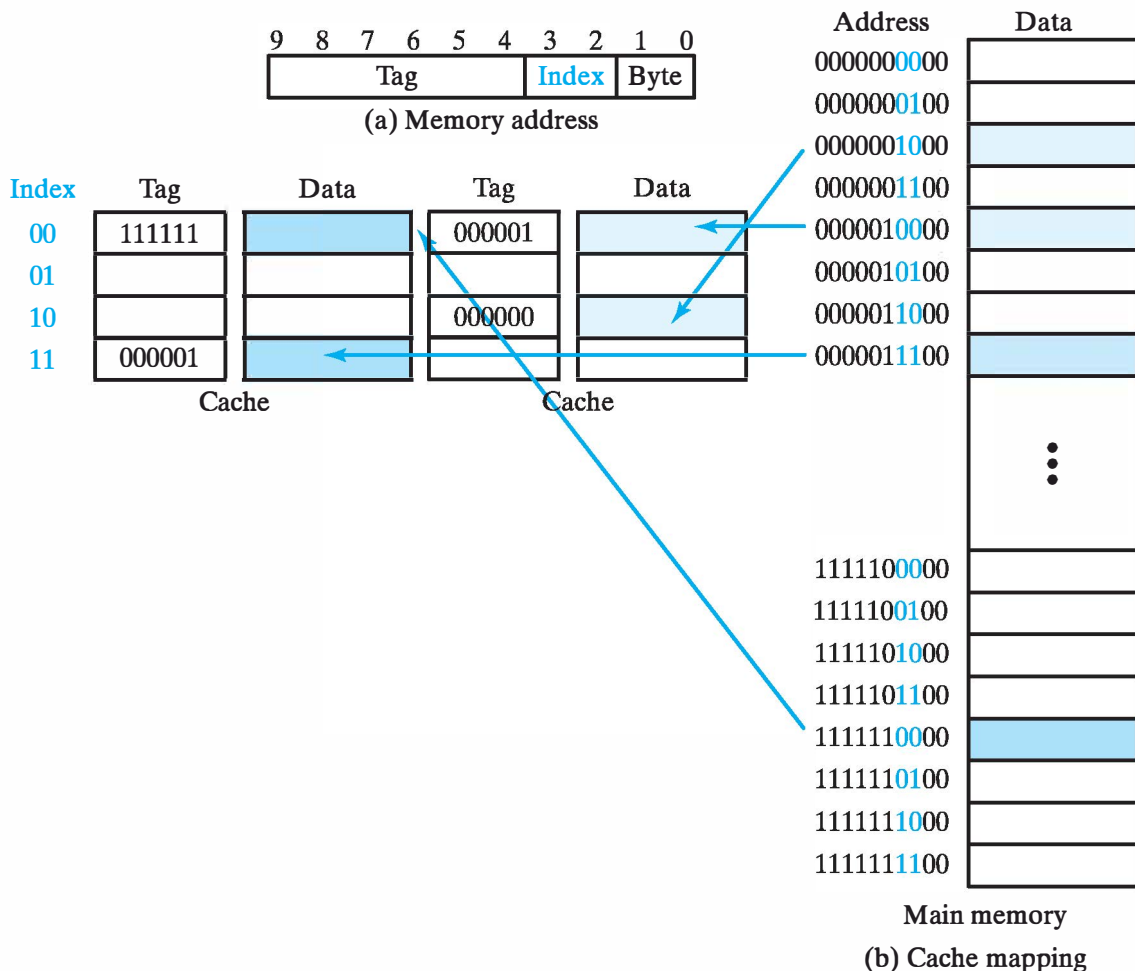 9 8 7 6 5 4 3 2 1 0
Tag Index Byte
(a) Memory address
Index Tag Data Tag Data
00 111111 000001
01
10 000000
11 000001
Cache Cache
Address Data
0000000000
0000000100
0000001000
0000001100
0000010000
0000010100
0000011000
0000011100
1111100000
1111100100
1111101000
1111101100
1111110000
1111110100
1111111000
1111111100
Main memory
(b) Cache mapping